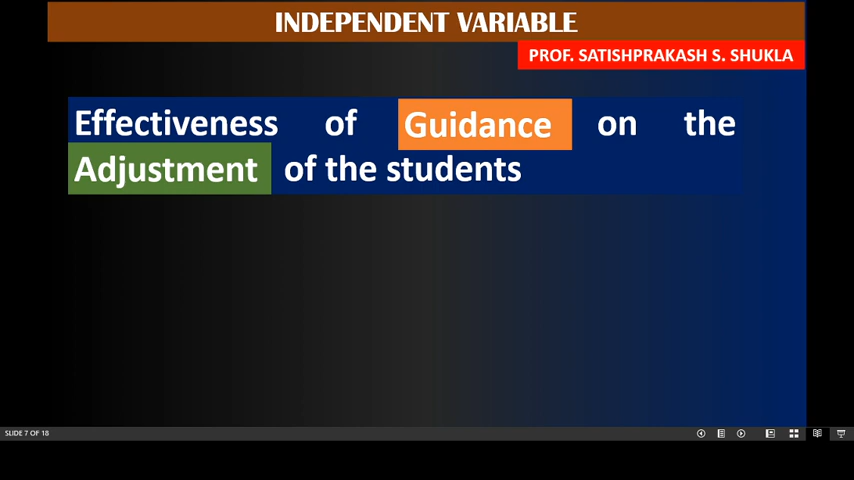 INDEPENDENT VARIABLE
PROF. SATISHPRAKASH S. SHUKLA
Effectiveness of Guidance on the
Adjustment of the students
SLIDE 7 OF 18